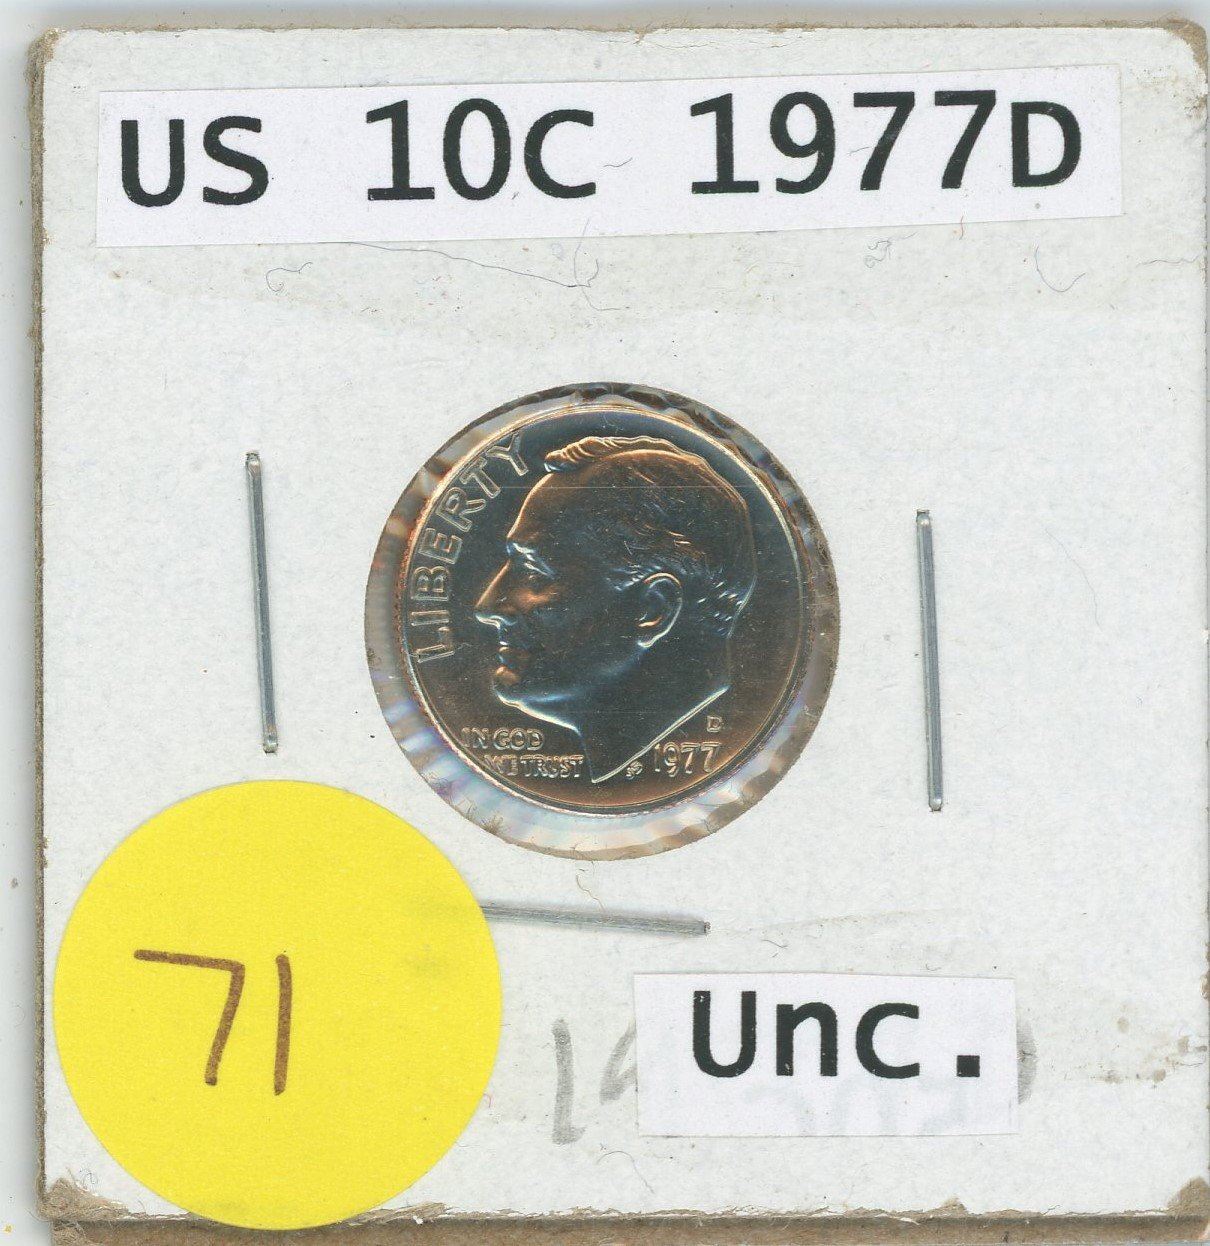 US 10C 1977D
LIBERTY
IN GOD
WE TRUST
D
1977
71
Unc.